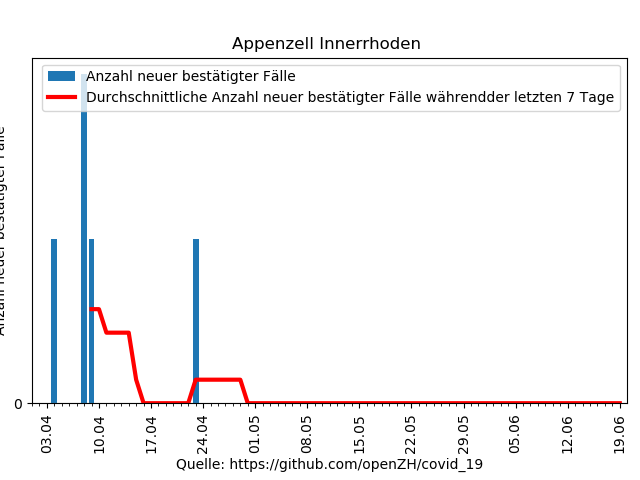 Appenzell Innerrhoden
Anzahl neuer bestätigter Fälle
Durchschnittliche Anzahl neuer bestätigter Fälle währendder letzten 7 Tage
Anzahl neuer bestätigter Fälle
0
03.04
10.04
17.04
24.04
01.05
08.05
15.05
22.05
29.05
05.06
12.06
19.06
Quelle: https://github.com/openZH/covid_19